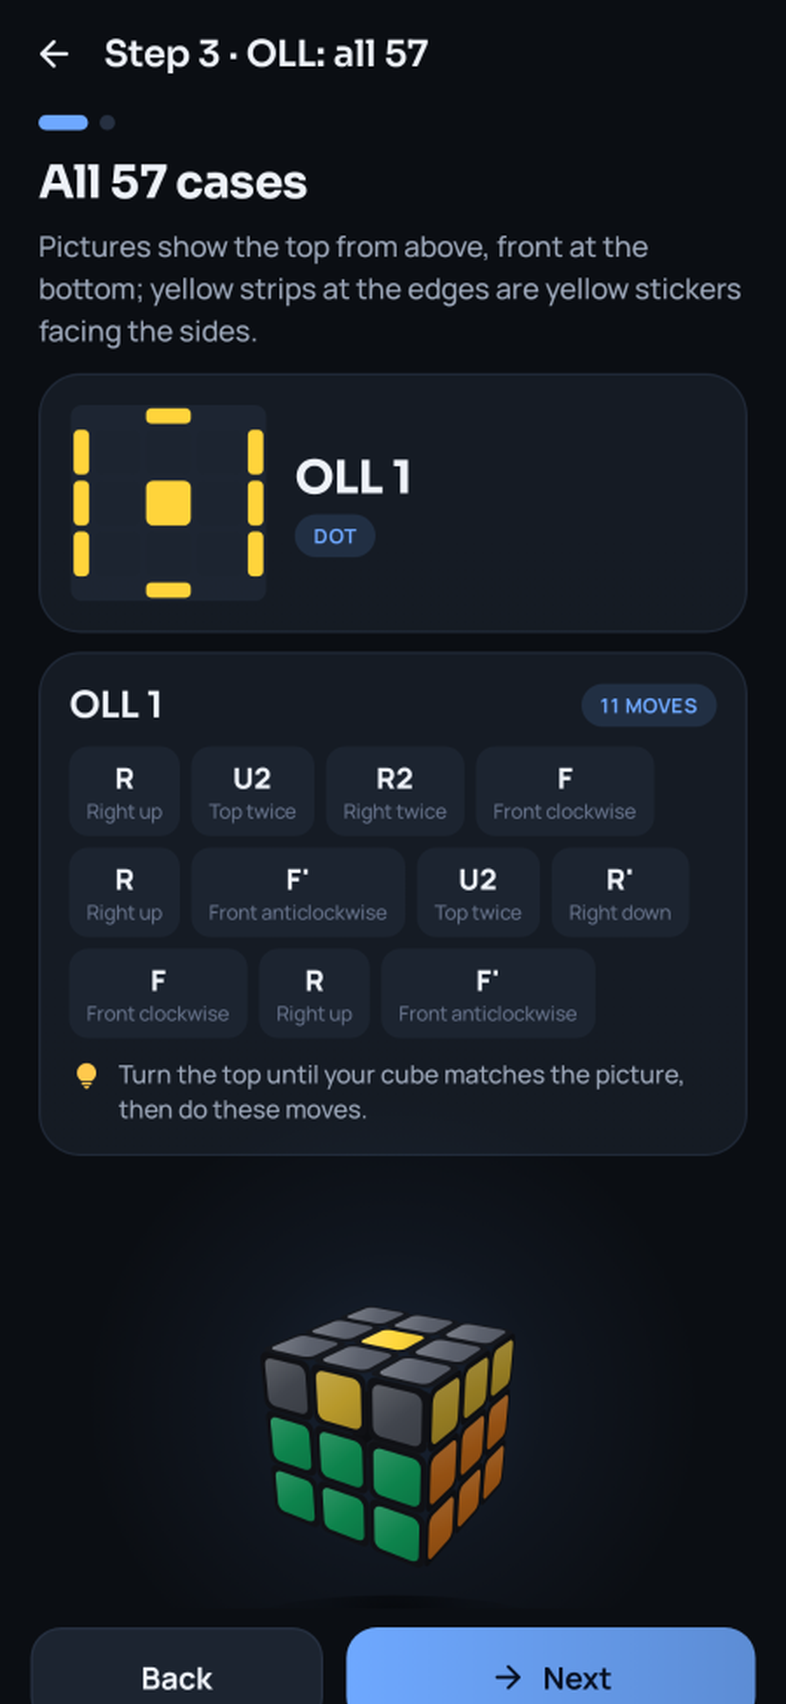 Step 3 · OLL: all 57
All 57 cases
Pictures show the top from above, front at the
bottom; yellow strips at the edges are yellow stickers
facing the sides.
OLL 1
DOT
OLL 1
11 MOVES
R
U2
R2
F
Right up
Top twice
Right twice
Front clockwise
R
F'
U2
R'
Right up
Front anticlockwise
Top twice
Right down
F
R
F'
Front clockwise
Right up
Front anticlockwise
Turn the top until your cube matches the picture,
then do these moves.
Back
Next